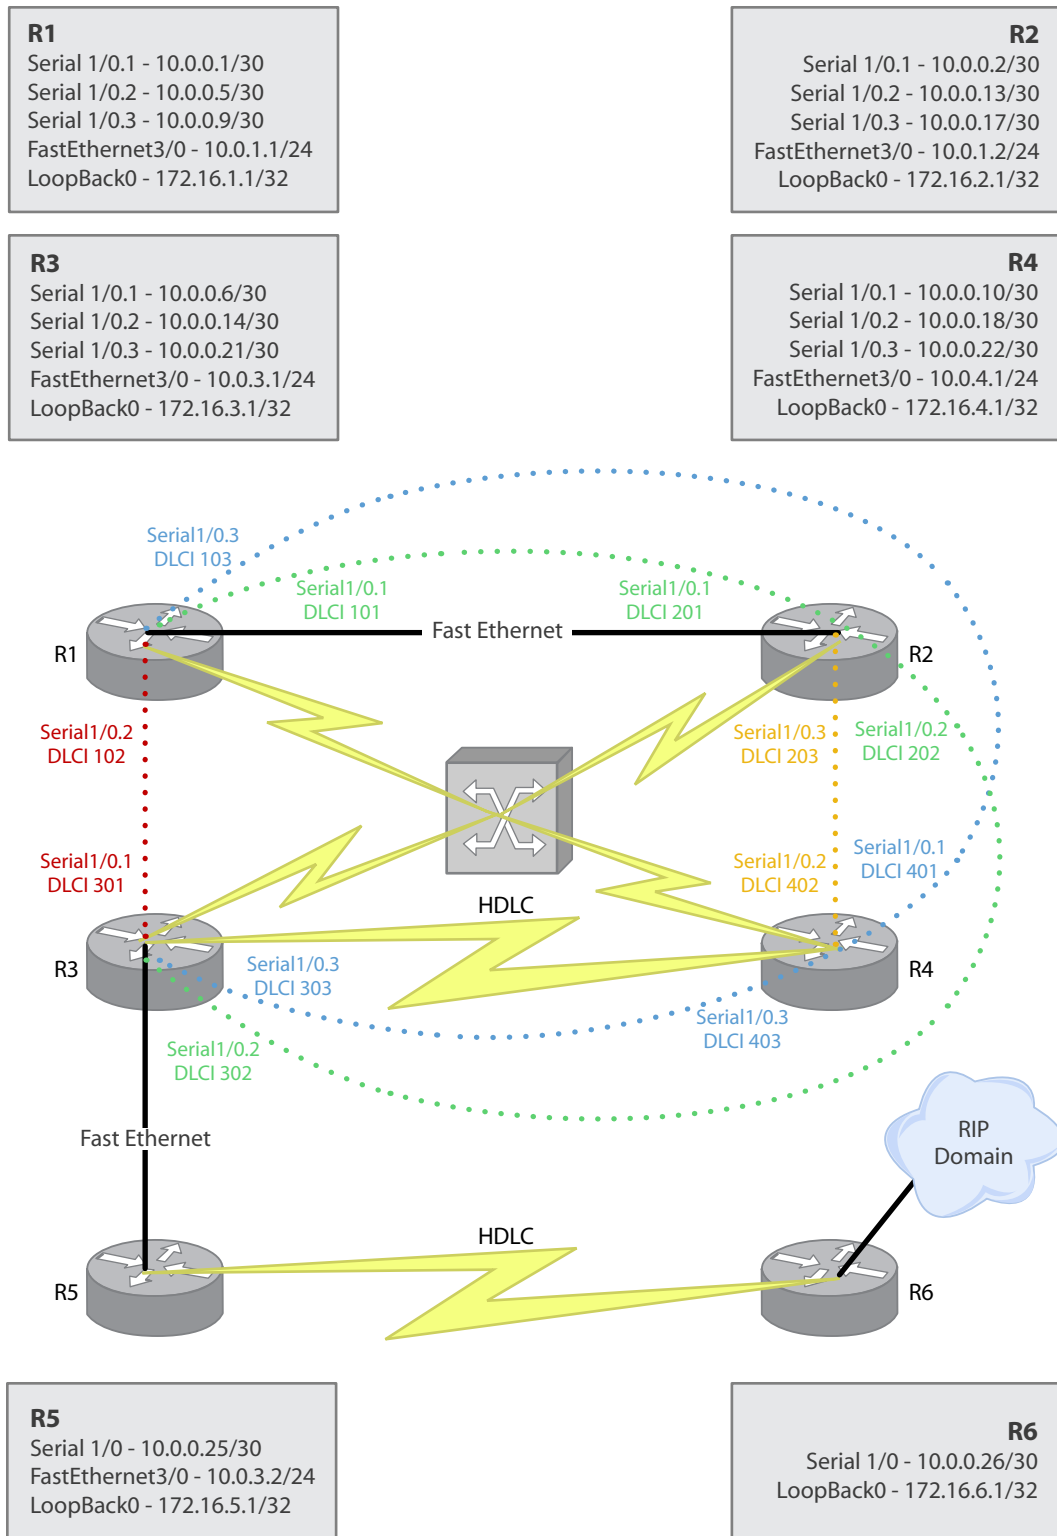 R1
Serial 1/0.1 - 10.0.0.1/30
Serial 1/0.2 - 10.0.0.5/30
Serial 1/0.3 - 10.0.0.9/30
FastEthernet3/0 - 10.0.1.1/24
LoopBack0 - 172.16.1.1/32
R2
Serial 1/0.1 - 10.0.0.2/30
Serial 1/0.2 - 10.0.0.13/30
Serial 1/0.3 - 10.0.0.17/30
FastEthernet3/0 - 10.0.1.2/24
LoopBack0 - 172.16.2.1/32
R3
Serial 1/0.1 - 10.0.0.6/30
Serial 1/0.2 - 10.0.0.14/30
Serial 1/0.3 - 10.0.0.21/30
FastEthernet3/0 - 10.0.3.1/24
LoopBack0 - 172.16.3.1/32
R4
Serial 1/0.1 - 10.0.0.10/30
Serial 1/0.2 - 10.0.0.18/30
Serial 1/0.3 - 10.0.0.22/30
FastEthernet3/0 - 10.0.4.1/24
LoopBack0 - 172.16.4.1/32
Serial1/0.3
DLCI 103
Serial1/0.1
DLCI 101
Serial1/0.1
DLCI 201
Fast Ethernet
R1
R2
Serial1/0.2
DLCI 102
Serial1/0.3
DLCI 203
Serial1/0.2
DLCI 202
Serial1/0.1
DLCI 301
Serial1/0.2
DLCI 402
Serial1/0.1
DLCI 401
HDLC
R3
R4
Serial1/0.3
DLCI 303
Serial1/0.3
DLCI 403
Serial1/0.2
DLCI 302
Fast Ethernet
RIP
Domain
HDLC
R5
R6
R5
Serial 1/0 - 10.0.0.25/30
FastEthernet3/0 - 10.0.3.2/24
LoopBack0 - 172.16.5.1/32
R6
Serial 1/0 - 10.0.0.26/30
LoopBack0 - 172.16.6.1/32